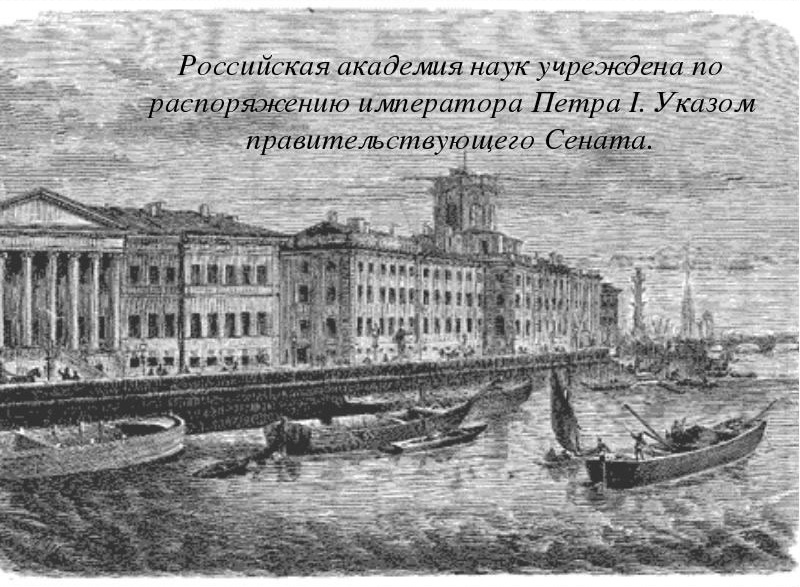 Российская академия наук учреждена по
распоряжению императора Петра I. Указом
правительствующего Сената.